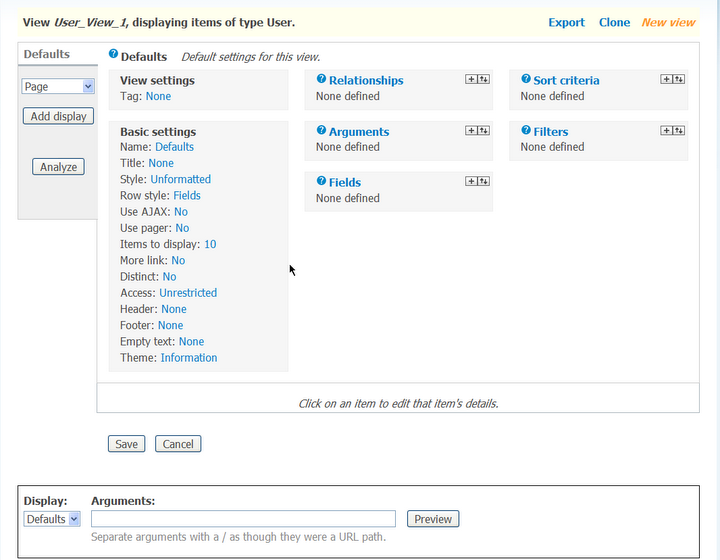 View User_View_1, displaying items of type User.
Export Clone New view
Defaults
Page
Add display
Analyze
? Defaults Default settings for this view.
View settings
Tag: None
Basic settings
Name: Defaults
Title: None
Style: Unformatted
Row style: Fields
Use AJAX: No
Use pager: No
Items to display: 10
More link: No
Distinct: No
Access: Unrestricted
Header: None
Footer: None
Empty text: None
Theme: Information
? Relationships
None defined
? Arguments
None defined
? Fields
None defined
? Sort criteria
None defined
? Filters
None defined
Click on an item to edit that item's details.
Save Cancel
Display: Arguments:
Defaults Preview
Separate arguments with a / as though they were a URL path.